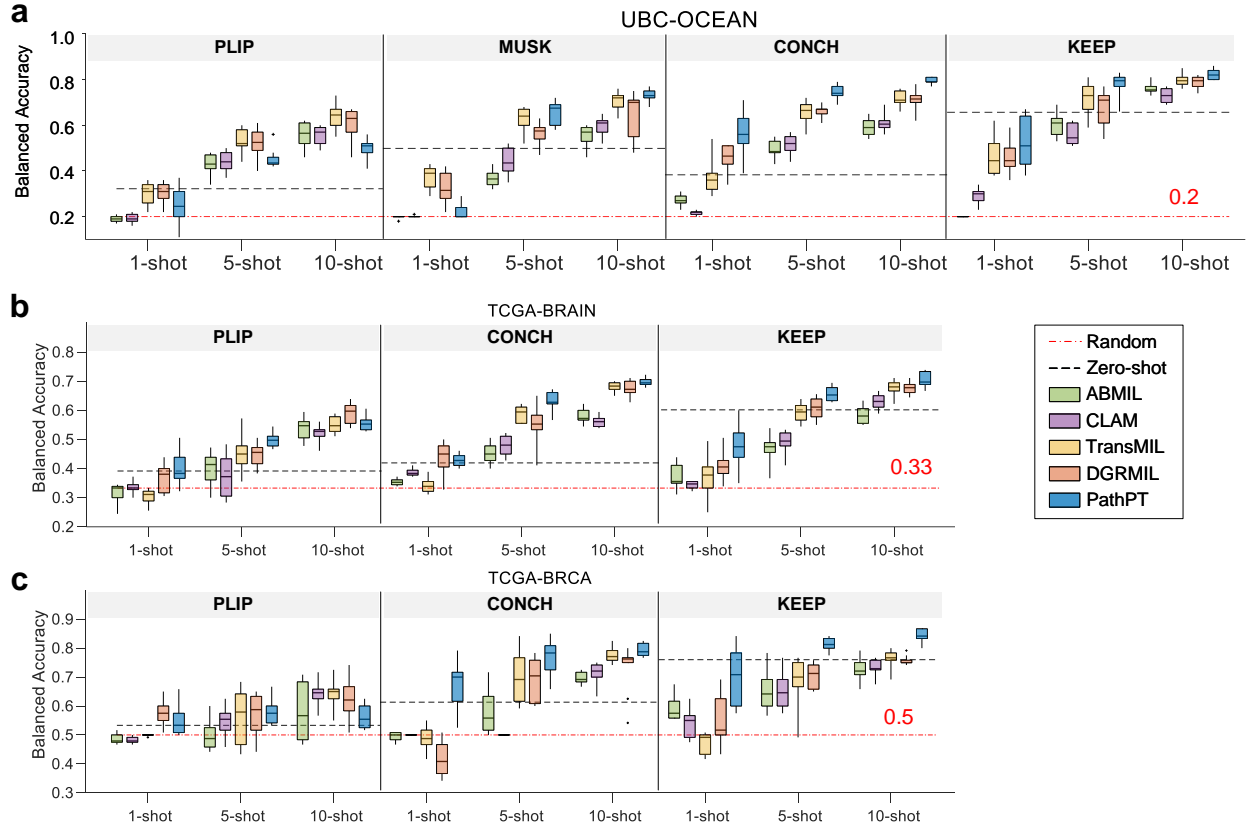 a
UBC-OCEAN
PLIP MUSK CONCH KEEP
Balanced Accuracy
1.0
0.8
0.6
0.4
0.2
0.2
1-shot 5-shot 10-shot 1-shot 5-shot 10-shot 1-shot 5-shot 10-shot 1-shot 5-shot 10-shot
b
TCGA-BRAIN
PLIP CONCH KEEP
Balanced Accuracy
0.8
0.7
0.6
0.5
0.4
0.3
0.2
0.33
1-shot 5-shot 10-shot 1-shot 5-shot 10-shot 1-shot 5-shot 10-shot
Random
Zero-shot
ABMIL
CLAM
TransMIL
DGRMIL
PathPT
c
TCGA-BRCA
PLIP CONCH KEEP
Balanced Accuracy
0.9
0.8
0.7
0.6
0.5
0.4
0.3
0.5
1-shot 5-shot 10-shot 1-shot 5-shot 10-shot 1-shot 5-shot 10-shot